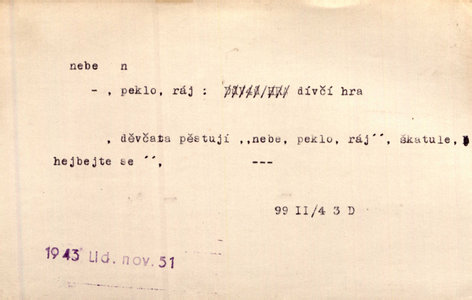 nebe n
- , peklo, ráj : dívčí hra
, děvčata pěstují ,,nebe, peklo, ráj´´, škatule,
hejbejte se ´´, ---
99 II/4 3 D
1943 Lid. nov. 51